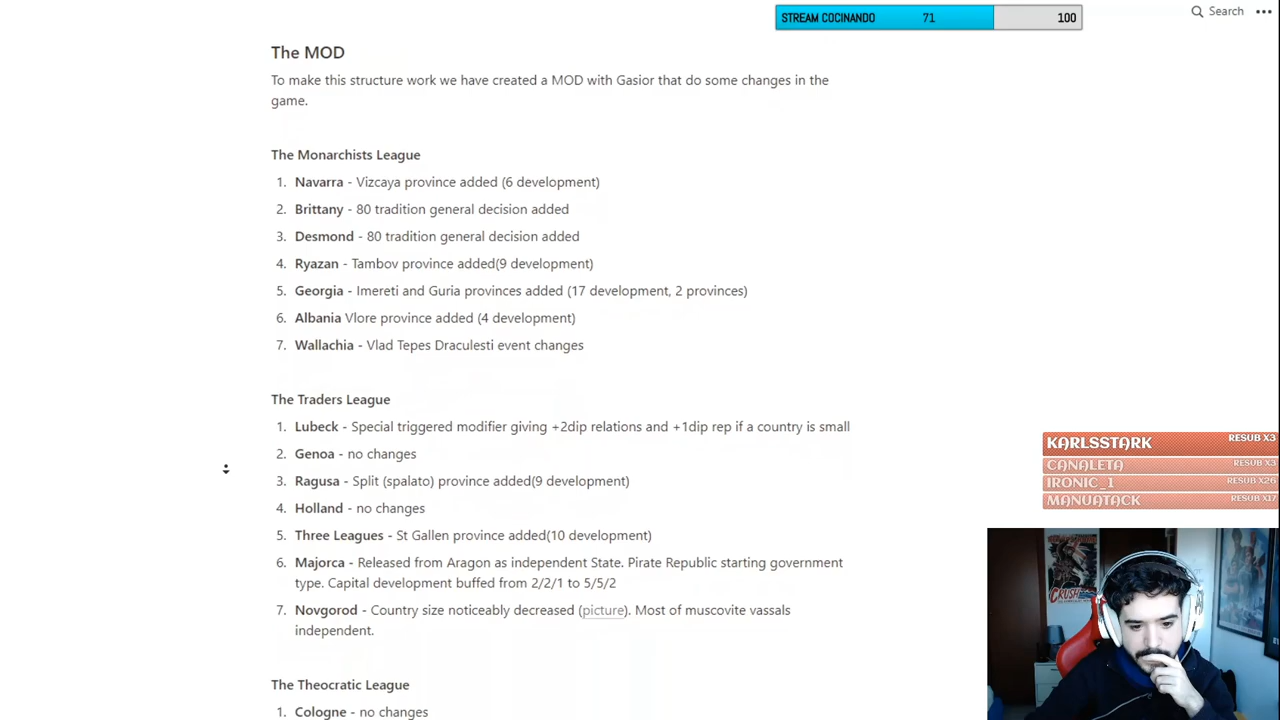 STREAM COCINANDO 71 100
Search
The MOD
To make this structure work we have created a MOD with Gasior that do some changes in the
game.
The Monarchists League
1. Navarra - Vizcaya province added (6 development)
2. Brittany - 80 tradition general decision added
3. Desmond - 80 tradition general decision added
4. Ryazan - Tambov province added(9 development)
5. Georgia - Imereti and Guria provinces added (17 development, 2 provinces)
6. Albania Vlore province added (4 development)
7. Wallachia - Vlad Tepes Draculesti event changes
The Traders League
1. Lubeck - Special triggered modifier giving +2dip relations and +1dip rep if a country is small
2. Genoa - no changes
3. Ragusa - Split (spalato) province added(9 development)
4. Holland - no changes
5. Three Leagues - St Gallen province added(10 development)
6. Majorca - Released from Aragon as independent State. Pirate Republic starting government
type. Capital development buffed from 2/2/1 to 5/5/2
7. Novgorod - Country size noticeably decreased (picture). Most of muscovite vassals
independent.
The Theocratic League
1. Cologne - no changes
KARLSSTARK RESUB X3
CANALETA RESUB X3
IRONIC_1 RESUB X26
MANUATACK RESUB X17
CRUSH